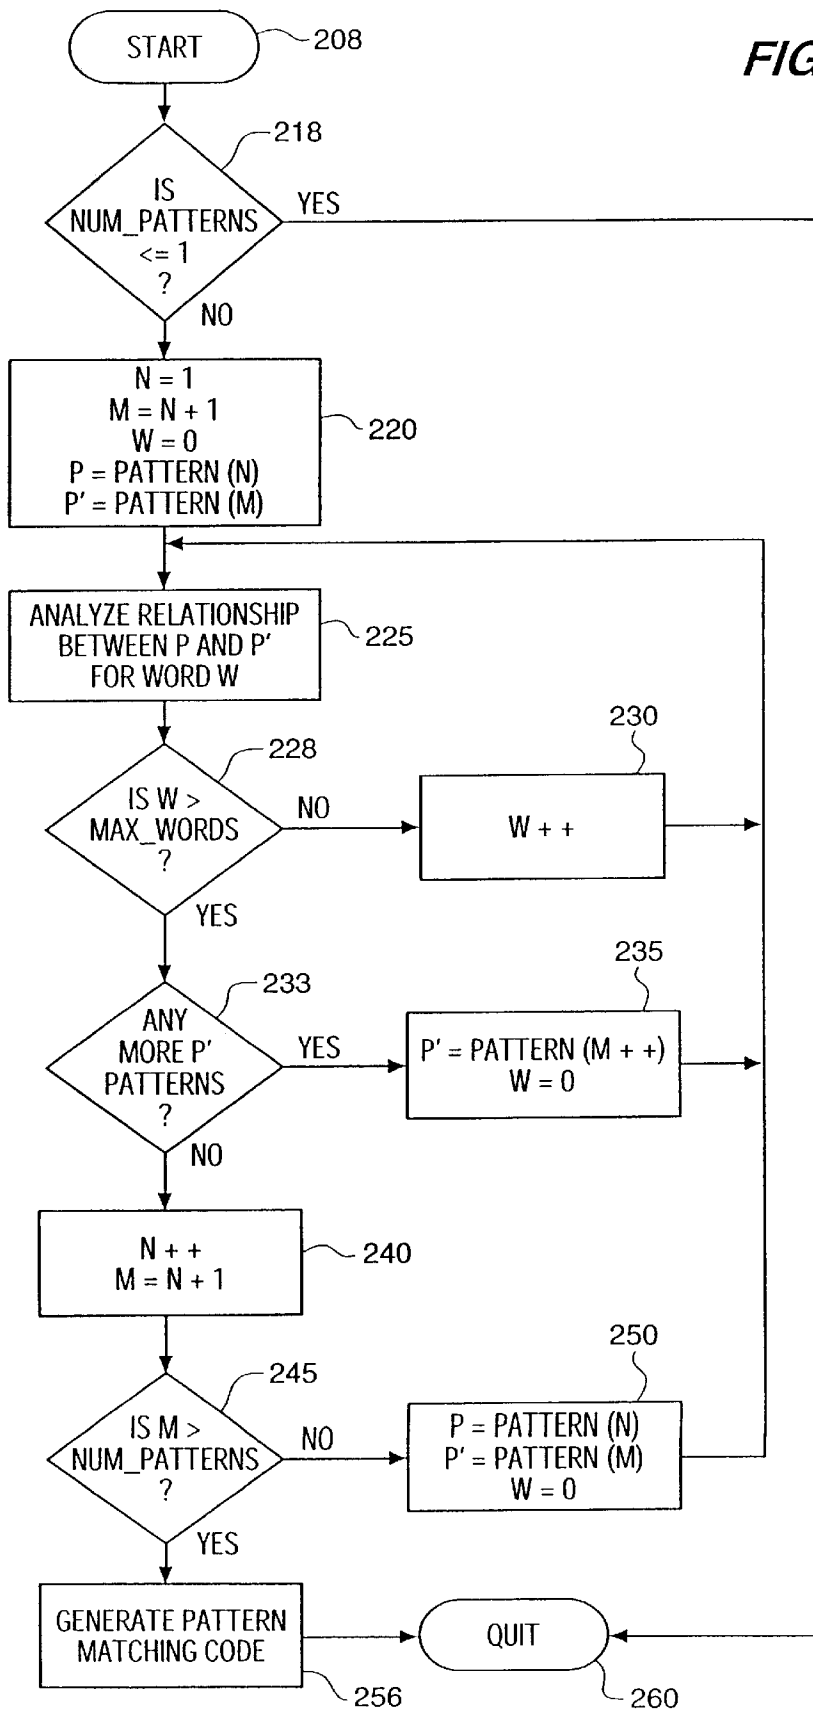 START
208
FIG
218
IS
NUM_PATTERNS
<= 1
?
YES
NO
N = 1
M = N + 1
W = 0
P = PATTERN (N)
P' = PATTERN (M)
220
ANALYZE RELATIONSHIP
BETWEEN P AND P'
FOR WORD W
225
228
IS W >
MAX_WORDS
?
NO
YES
230
W + +
233
ANY
MORE P'
PATTERNS
?
YES
NO
235
P' = PATTERN (M + +)
W = 0
N + +
M = N + 1
240
245
IS M >
NUM_PATTERNS
?
NO
YES
250
P = PATTERN (N)
P' = PATTERN (M)
W = 0
GENERATE PATTERN
MATCHING CODE
256
QUIT
260